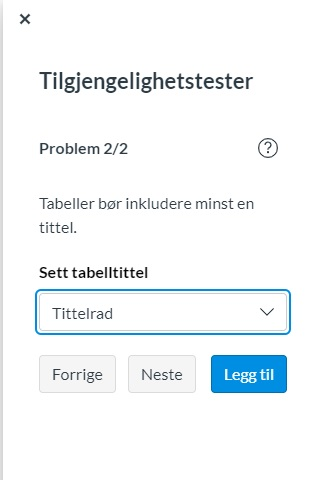 Tilgjengelighetstester
Problem 2/2
Tabeller bør inkludere minst en
tittel.
Sett tabelltittel
Tittelrad
Forrige
Neste
Legg til